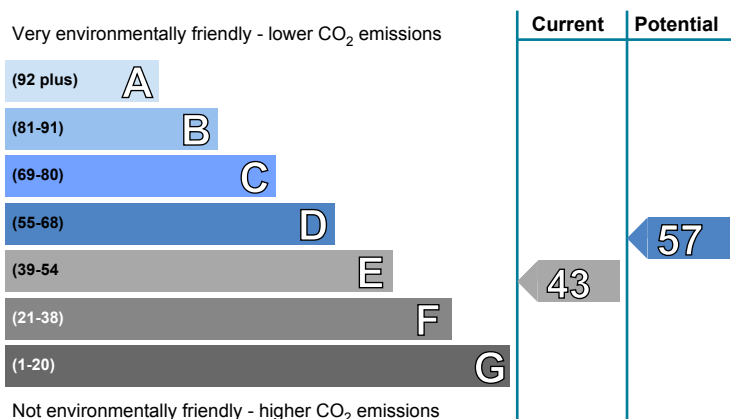 Very environmentally friendly - lower CO2 emissions
Current
Potential
(92 plus) A
(81-91) B
(69-80) C
(55-68) D
57
(39-54 E
43
(21-38) F
(1-20) G
Not environmentally friendly - higher CO2 emissions